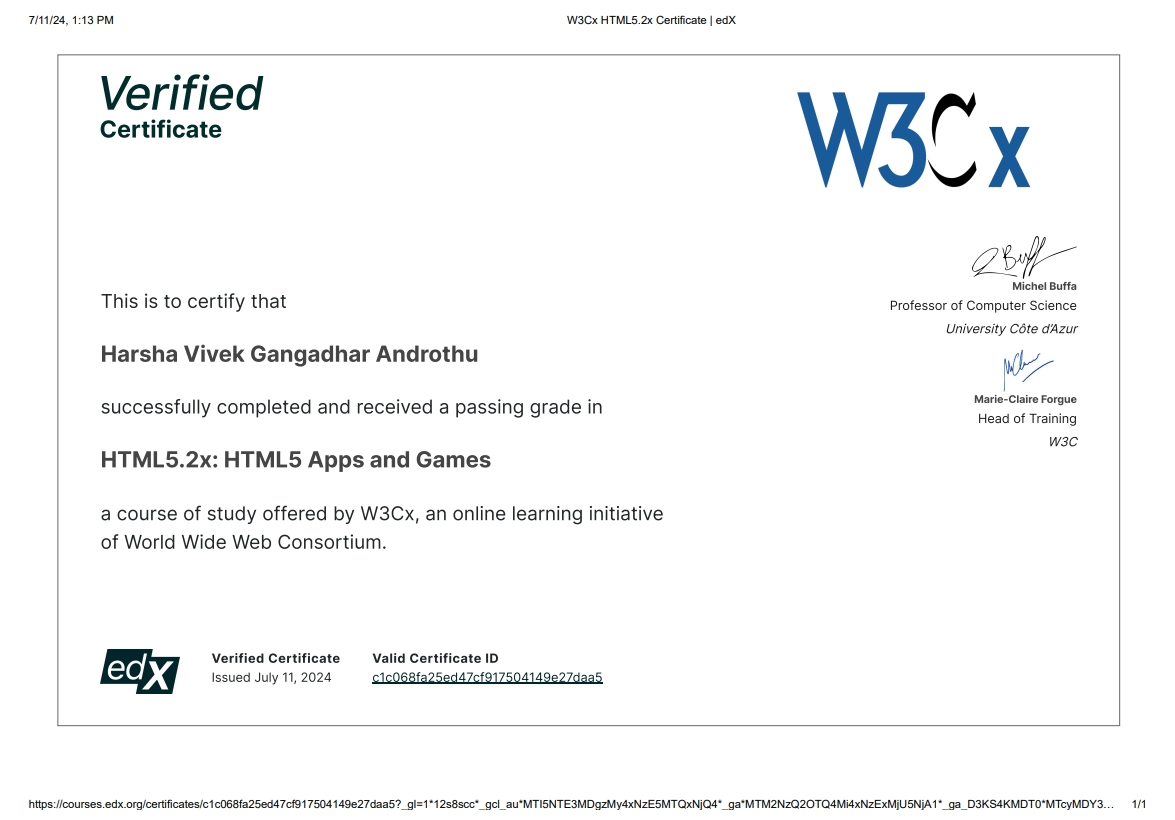 7/11/24, 1:13 PM
W3Cx HTML5.2x Certificate | edX
Verified
Certificate
W3Cx
Michel Buffa
Professor of Computer Science
University Côte d'Azur
Marie-Claire Forgue
Head of Training
W3C
This is to certify that
Harsha Vivek Gangadhar Androthu
successfully completed and received a passing grade in
HTML5.2x: HTML5 Apps and Games
a course of study offered by W3Cx, an online learning initiative
of World Wide Web Consortium.
edX
Verified Certificate
Issued July 11, 2024
Valid Certificate ID
c1c068fa25ed47cf917504149e27daa5
https://courses.edx.org/certificates/c1c068fa25ed47cf917504149e27daa5?_gl=1*12s8scc*_gcl_au*MTI5NTE3MDgzMy4xNzE5MTQxNjQ4*_ga*MTM2NzQ2OTQ4Mi4xNzExMjU5NjA1*_ga_D3KS4KMDT0*MTcyMDY3…
1/1